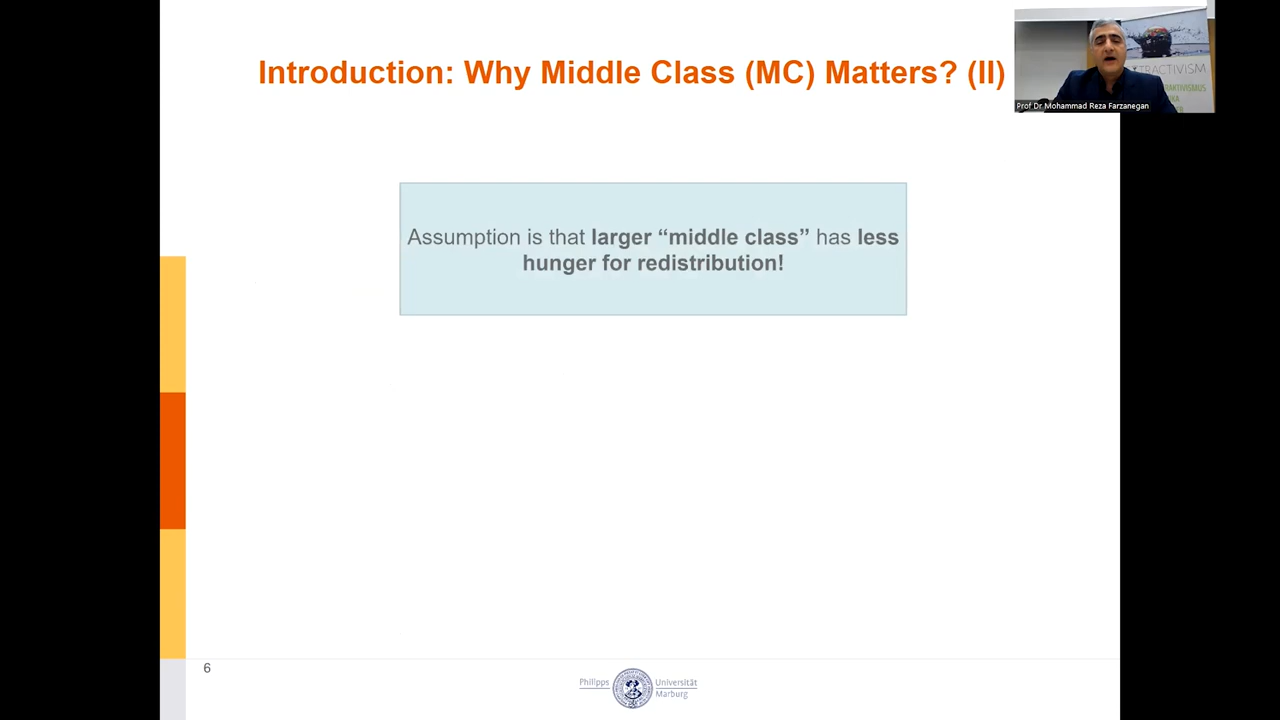 Introduction: Why Middle Class (MC) Matters? (II)
TRACTIVISM
Prof Dr Mohammad Reza Farzanegan
Assumption is that larger “middle class” has less
hunger for redistribution!
6
Philipps Universität
Marburg